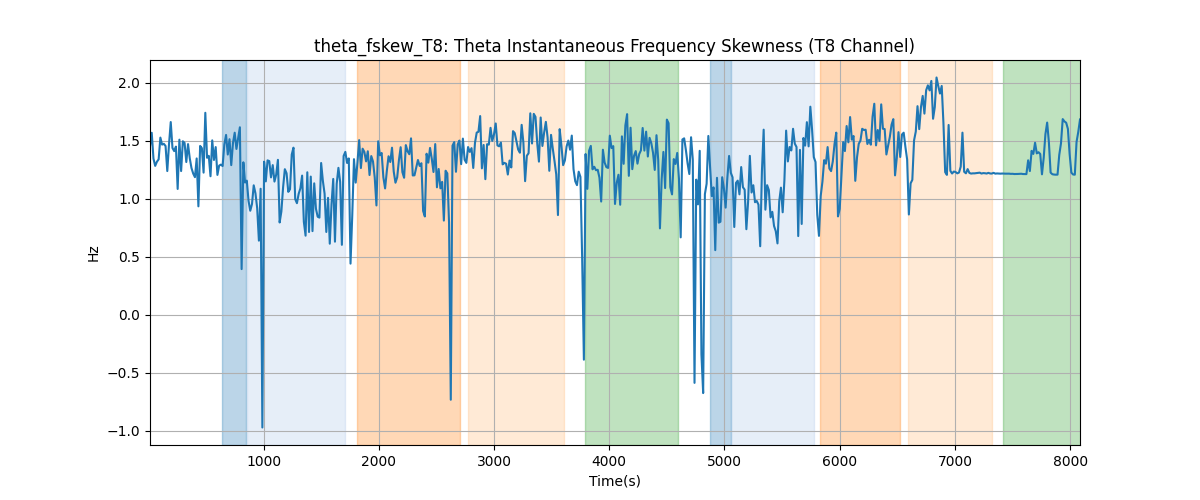 theta_fskew_T8: Theta Instantaneous Frequency Skewness (T8 Channel)
2.0
1.5
1.0
0.5
0.0
−0.5
−1.0
Hz
1000 2000 3000 4000 5000 6000 7000 8000
Time(s)